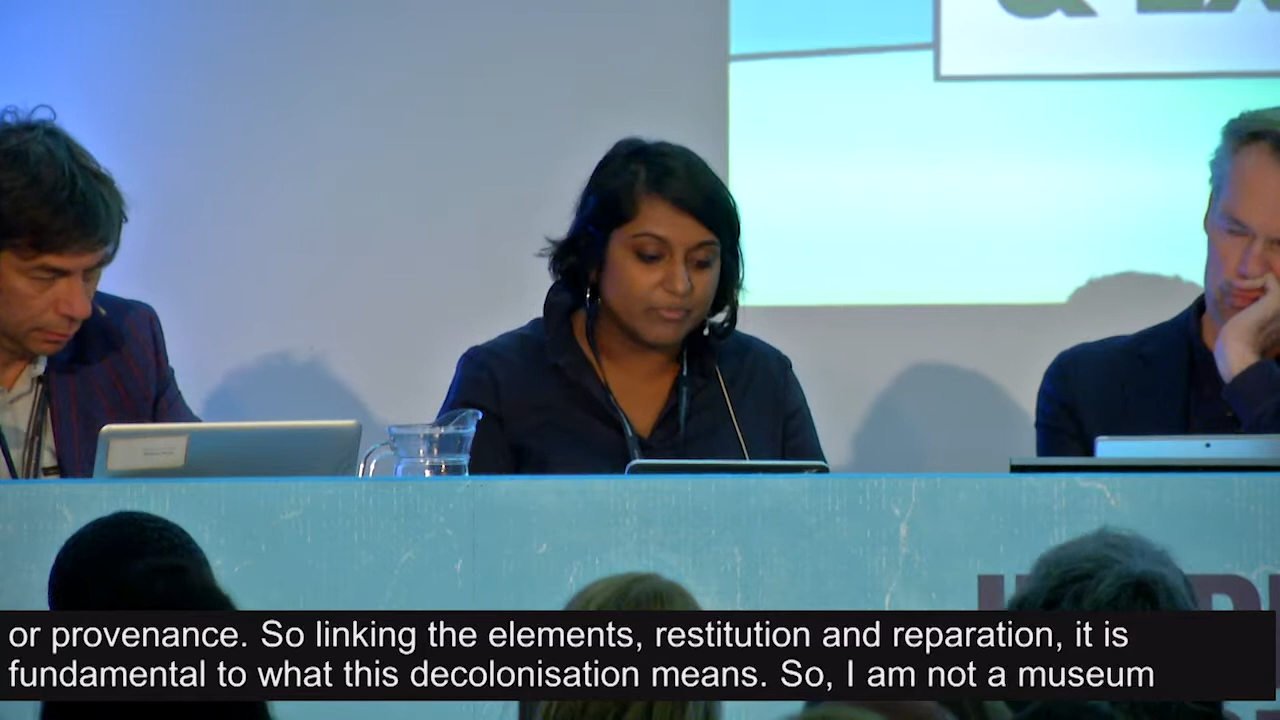 or provenance. So linking the elements, restitution and reparation, it is
fundamental to what this decolonisation means. So, I am not a museum